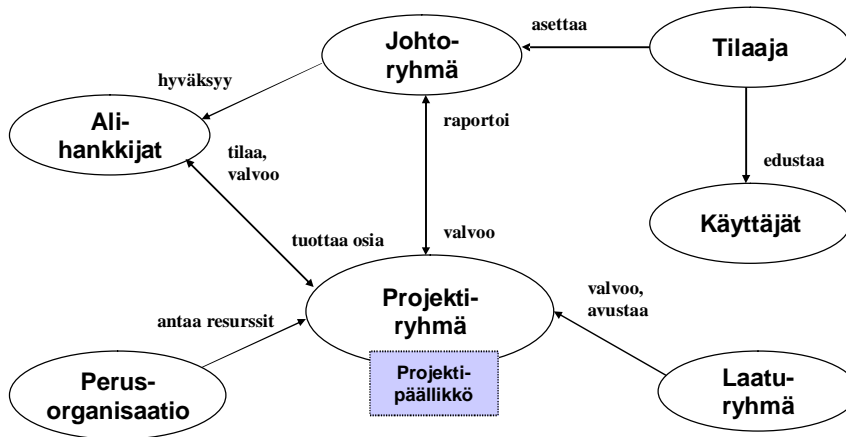 asettaa
Johto-
ryhmä
Tilaaja
hyväksyy
raportoi
Ali-
hankkijat
tilaa,
valvoo
edustaa
Käyttäjät
tuottaa osia
valvoo
valvoo,
avustaa
Projekti-
ryhmä
antaa resurssit
Projekti-
päällikkö
Perus-
organisaatio
Laatu-
ryhmä